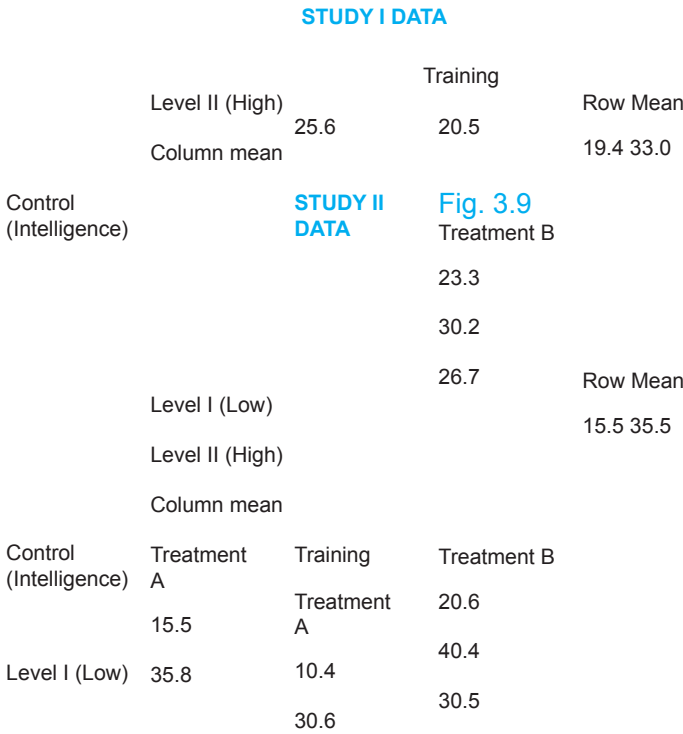 STUDY I DATA
Training
Level II (High)
25.6
20.5
Row Mean
Column mean
19.4 33.0
Control
(Intelligence)
STUDY II
DATA
Fig. 3.9
Treatment B
23.3
30.2
26.7
Row Mean
Level I (Low)
15.5 35.5
Level II (High)
Column mean
Control
(Intelligence)
Treatment
A
15.5
Level I (Low)
35.8
Training
Treatment
A
10.4
30.6
Treatment B
20.6
40.4
30.5